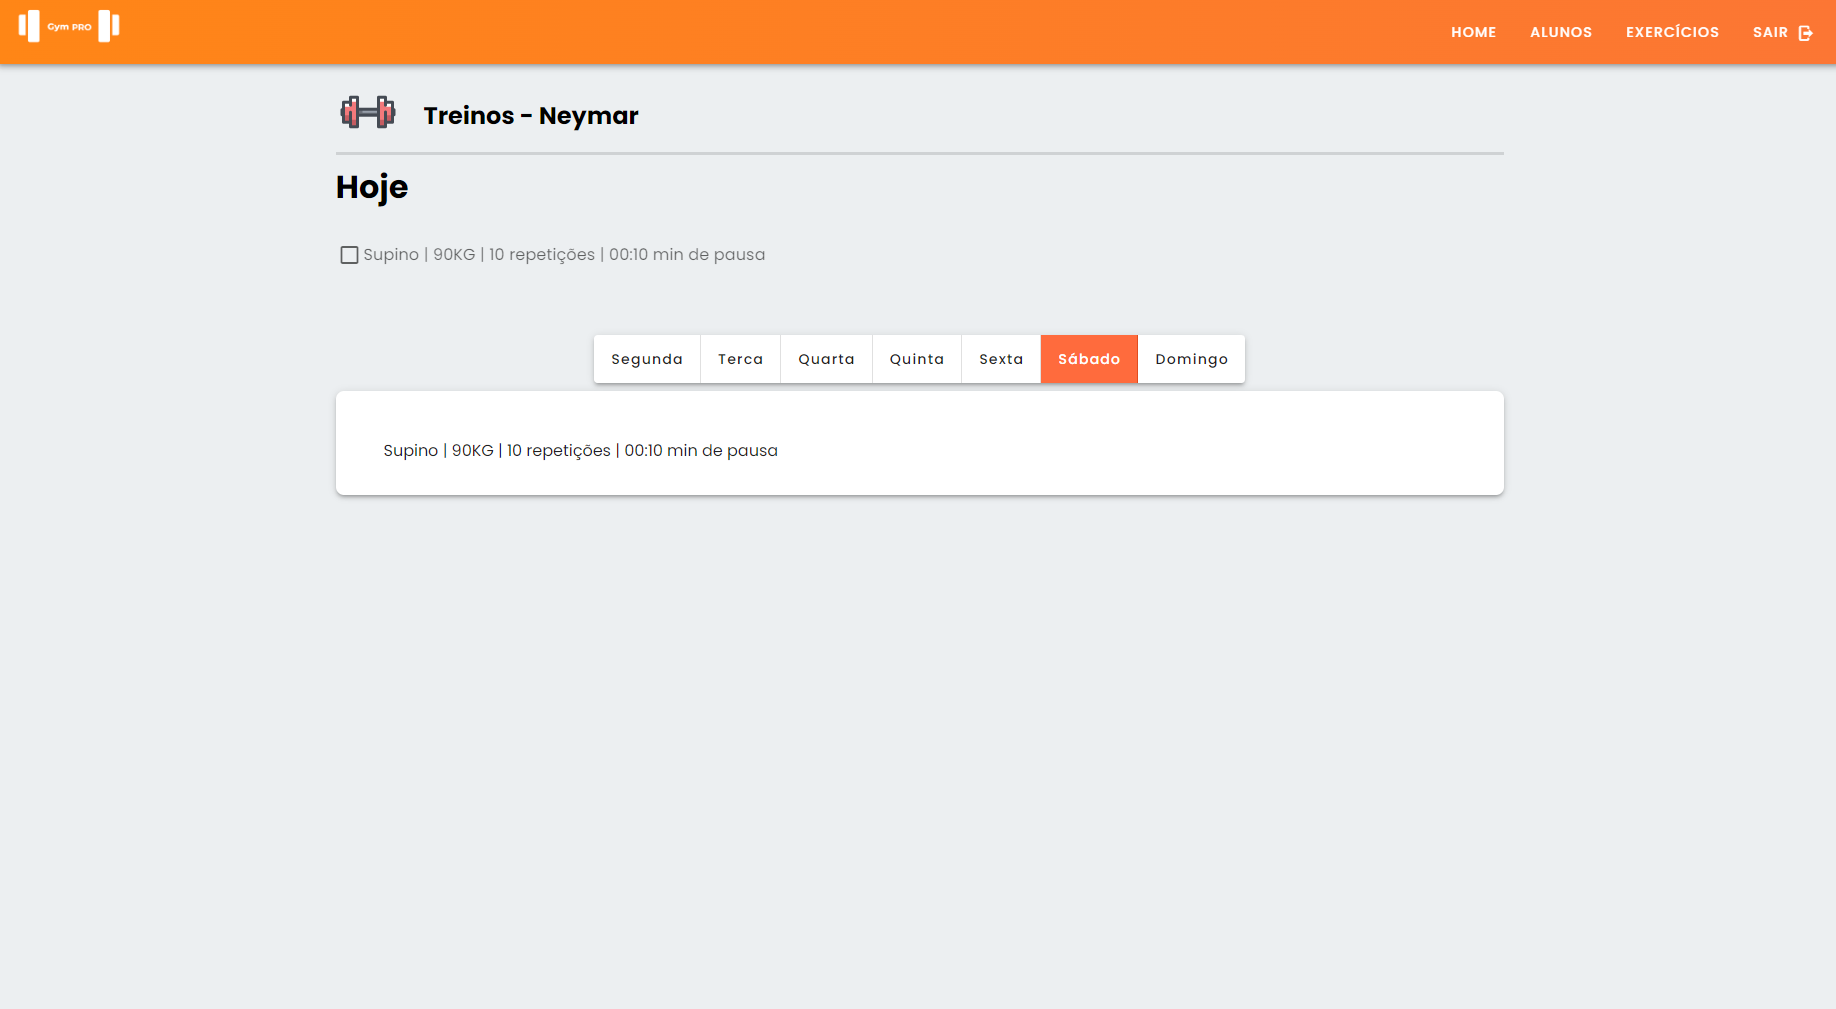 Gym PRO
HOME ALUNOS EXERCÍCIOS SAIR
Treinos - Neymar
Hoje
Supino | 90KG | 10 repetições | 00:10 min de pausa
Segunda Terca Quarta Quinta Sexta Sábado Domingo
Supino | 90KG | 10 repetições | 00:10 min de pausa